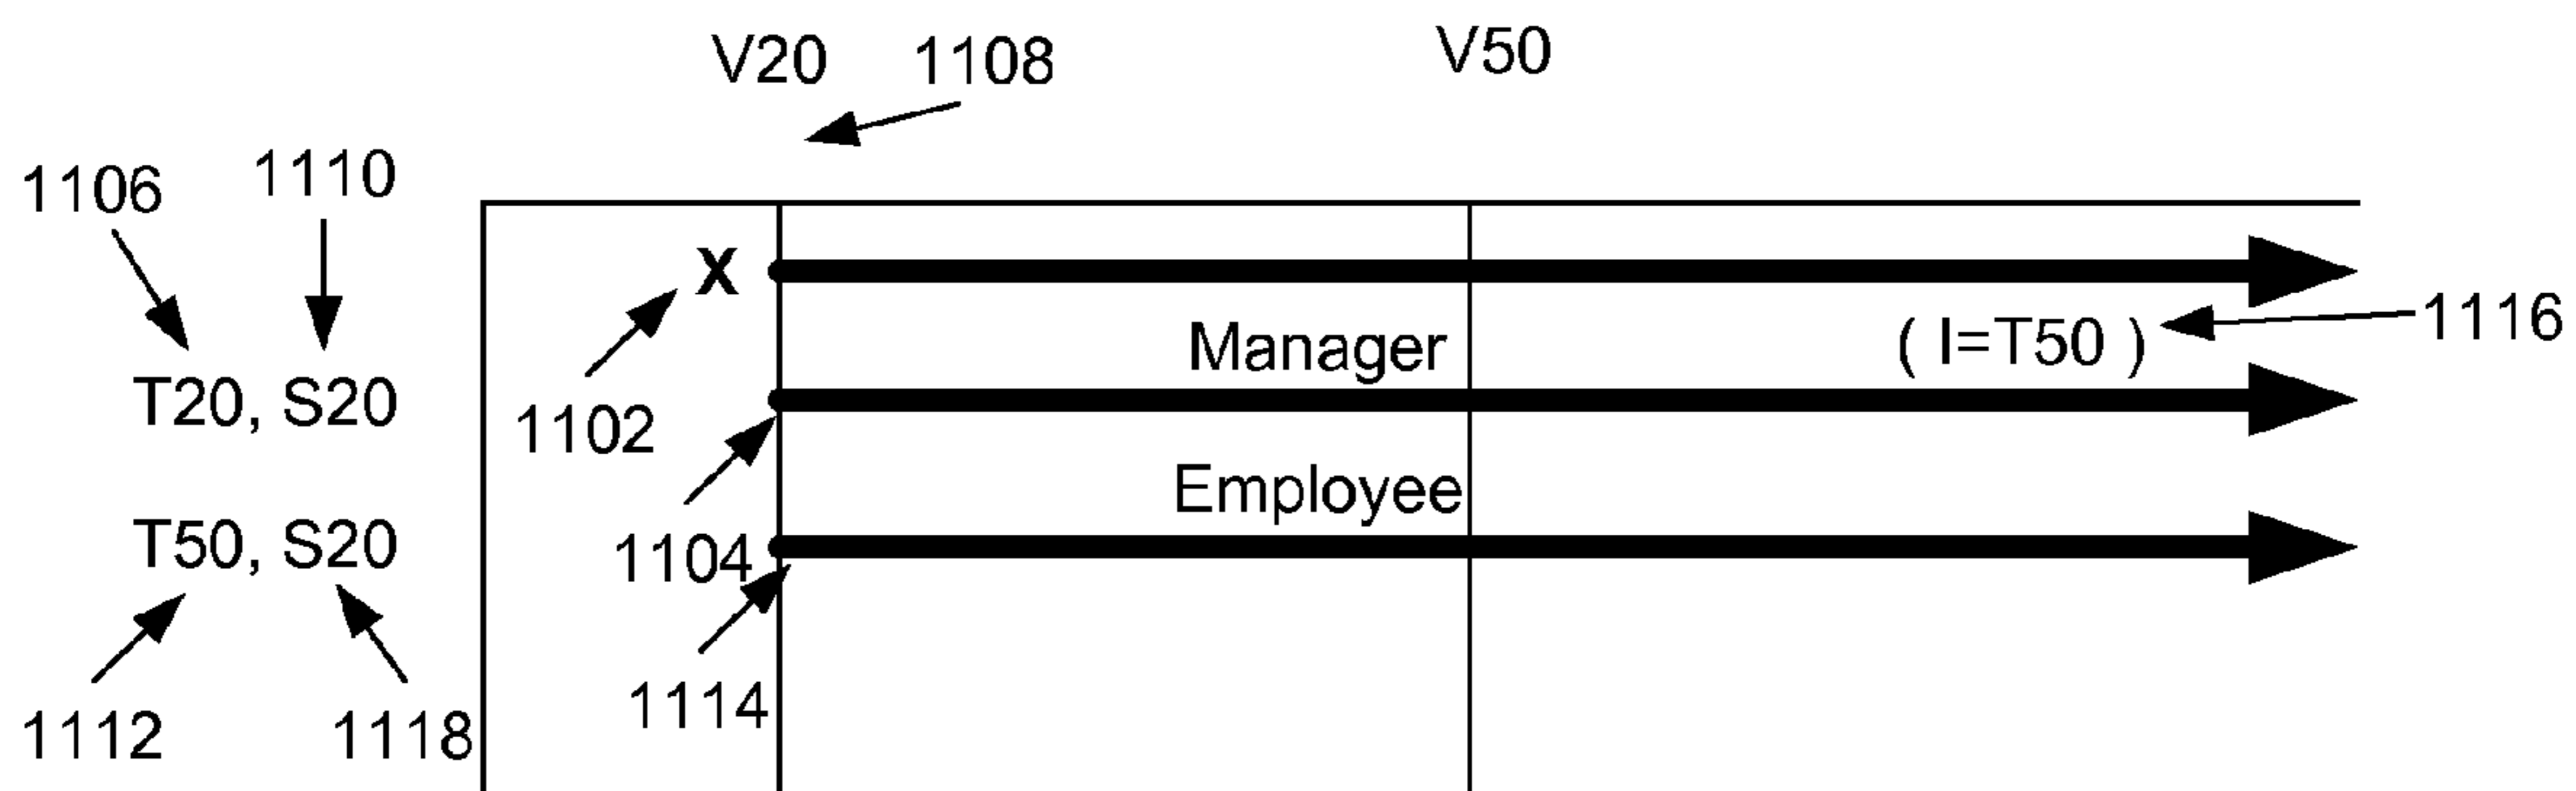 V20 1108 V50
1106 1110
X
Manager ( I=T50 ) 1116
T20, S20 1102
Employee
T50, S20 1104
1112 1118 1114